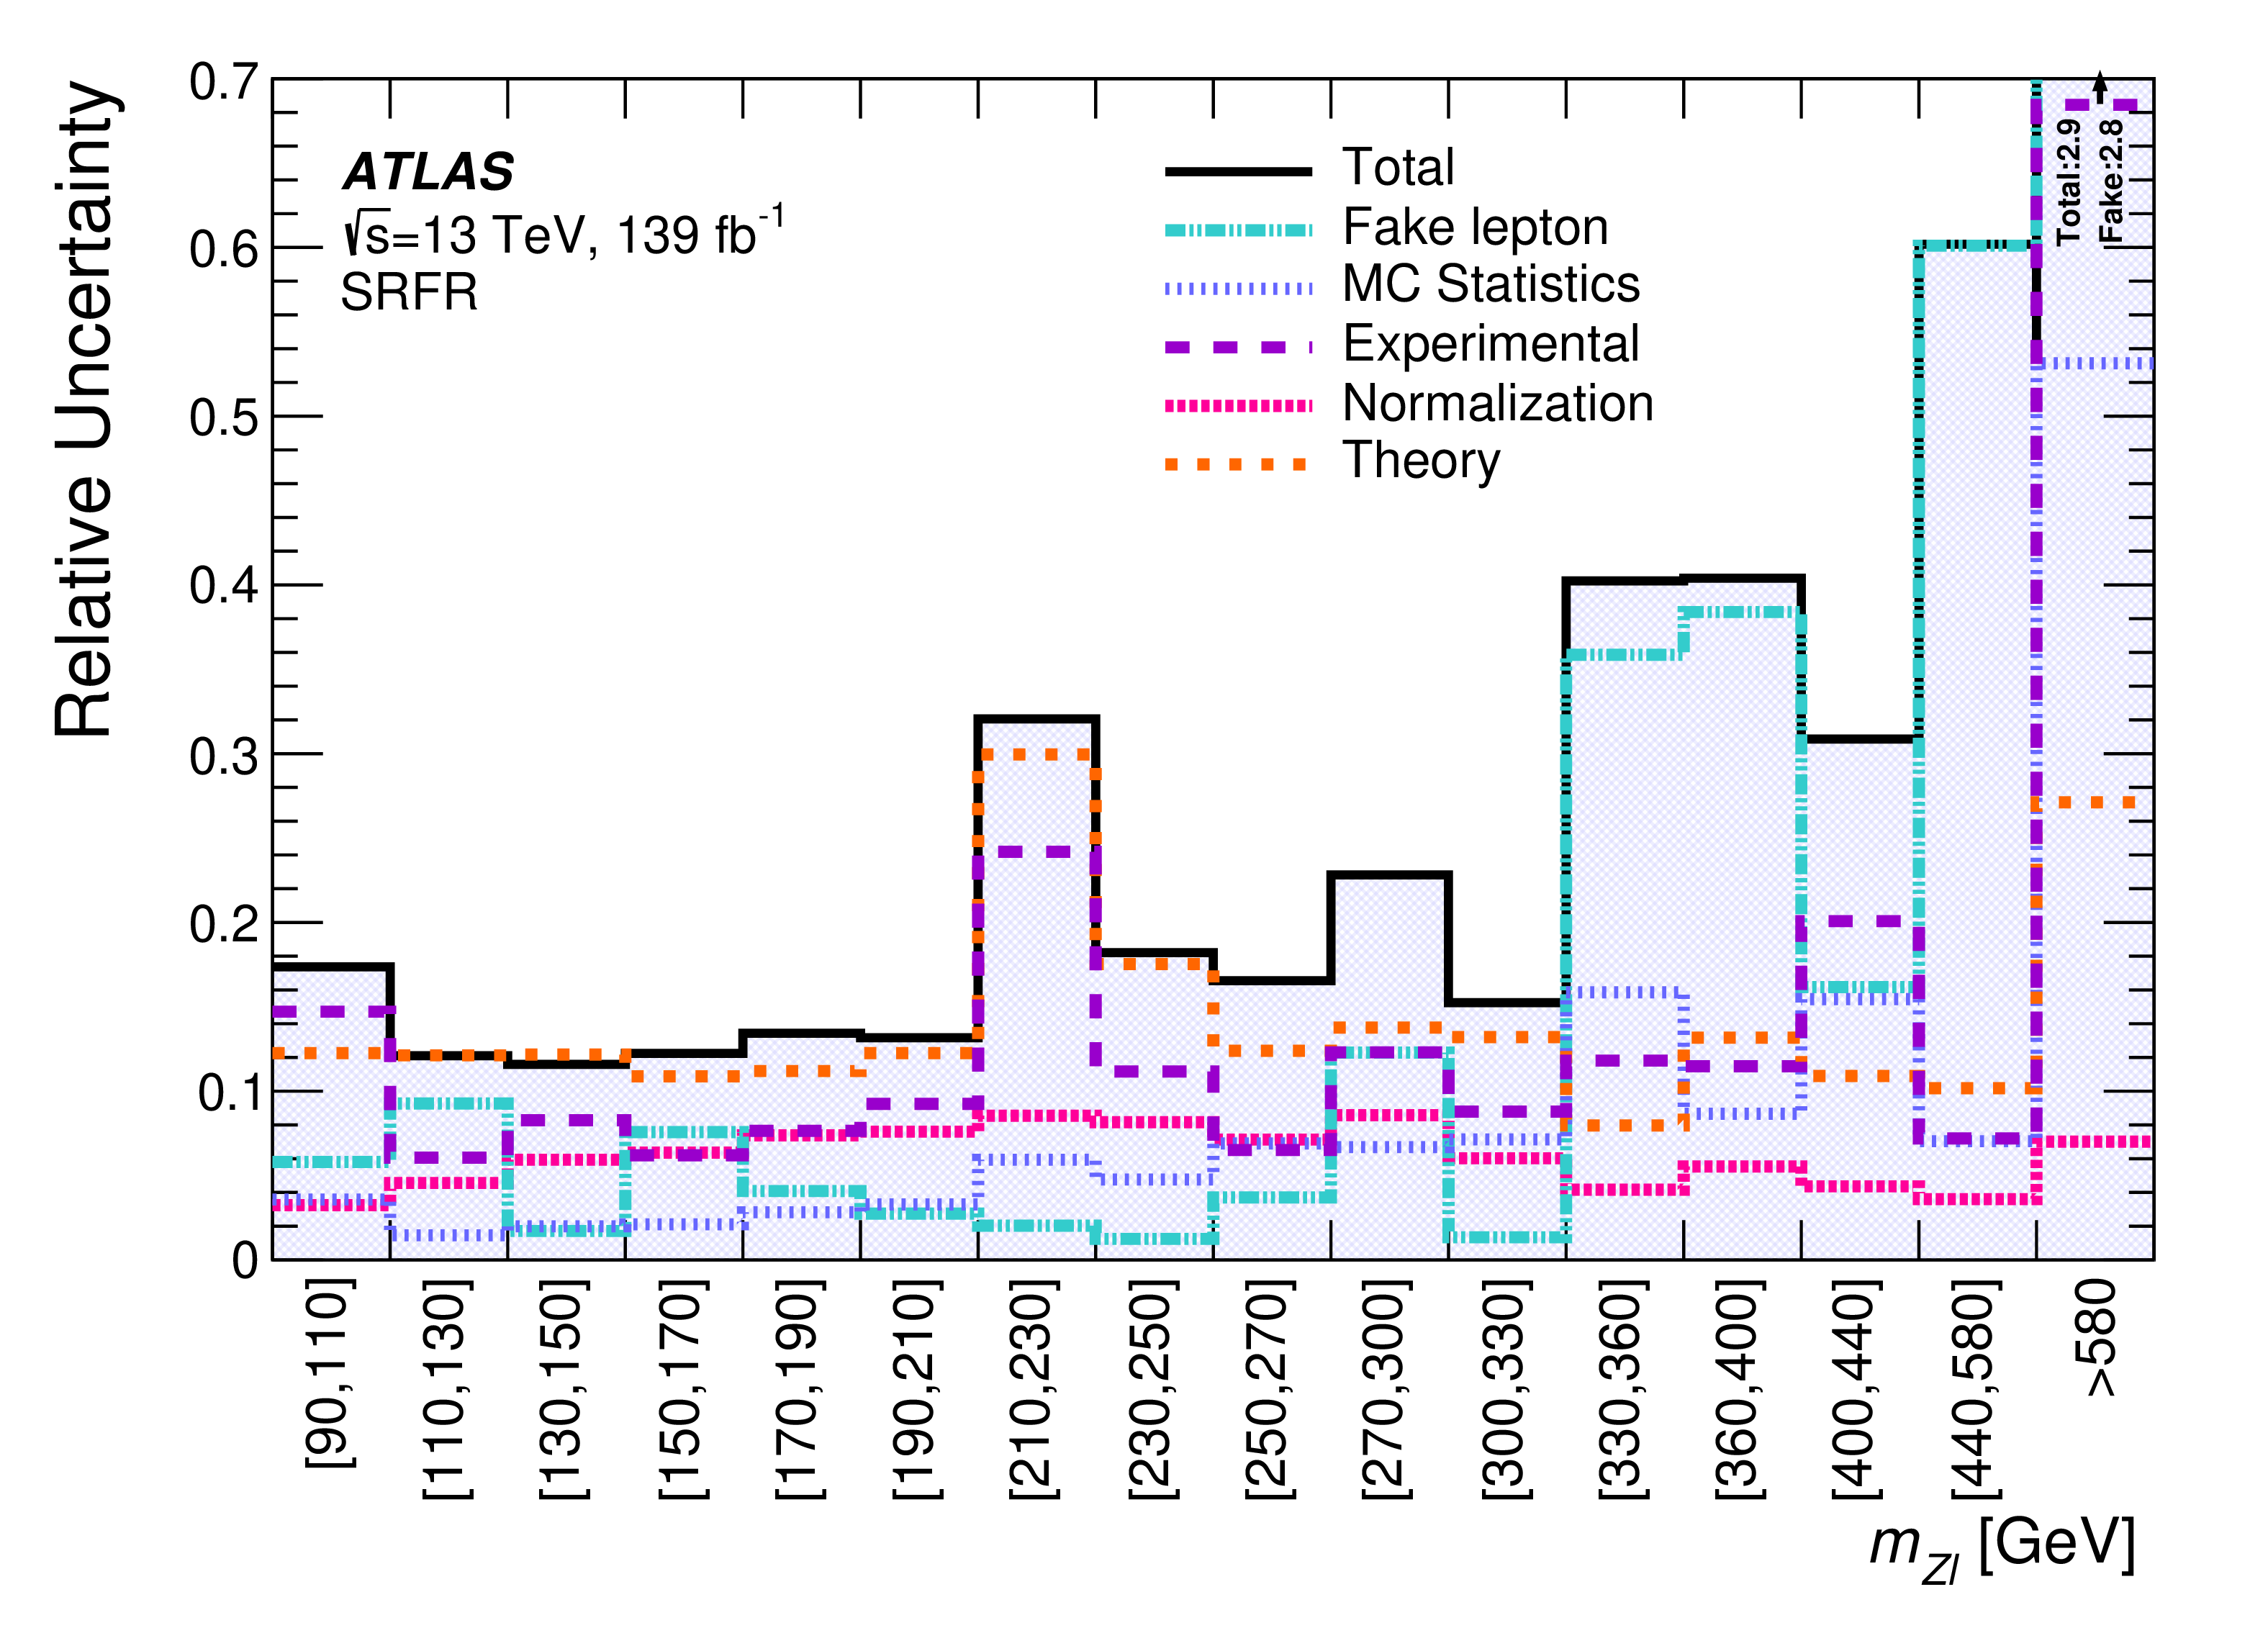 Relative Uncertainty
0.7
0.6
0.5
0.4
0.3
0.2
0.1
0
ATLAS
√s=13 TeV, 139 fb⁻¹
SRFR
Total
Fake lepton
MC Statistics
Experimental
Normalization
Theory
Total:2.9
Fake:2.8
[90,110]
[110,130]
[130,150]
[150,170]
[170,190]
[190,210]
[210,230]
[230,250]
[250,270]
[270,300]
[300,330]
[330,360]
[360,400]
[400,440]
[440,580]
>580
m_Zl [GeV]